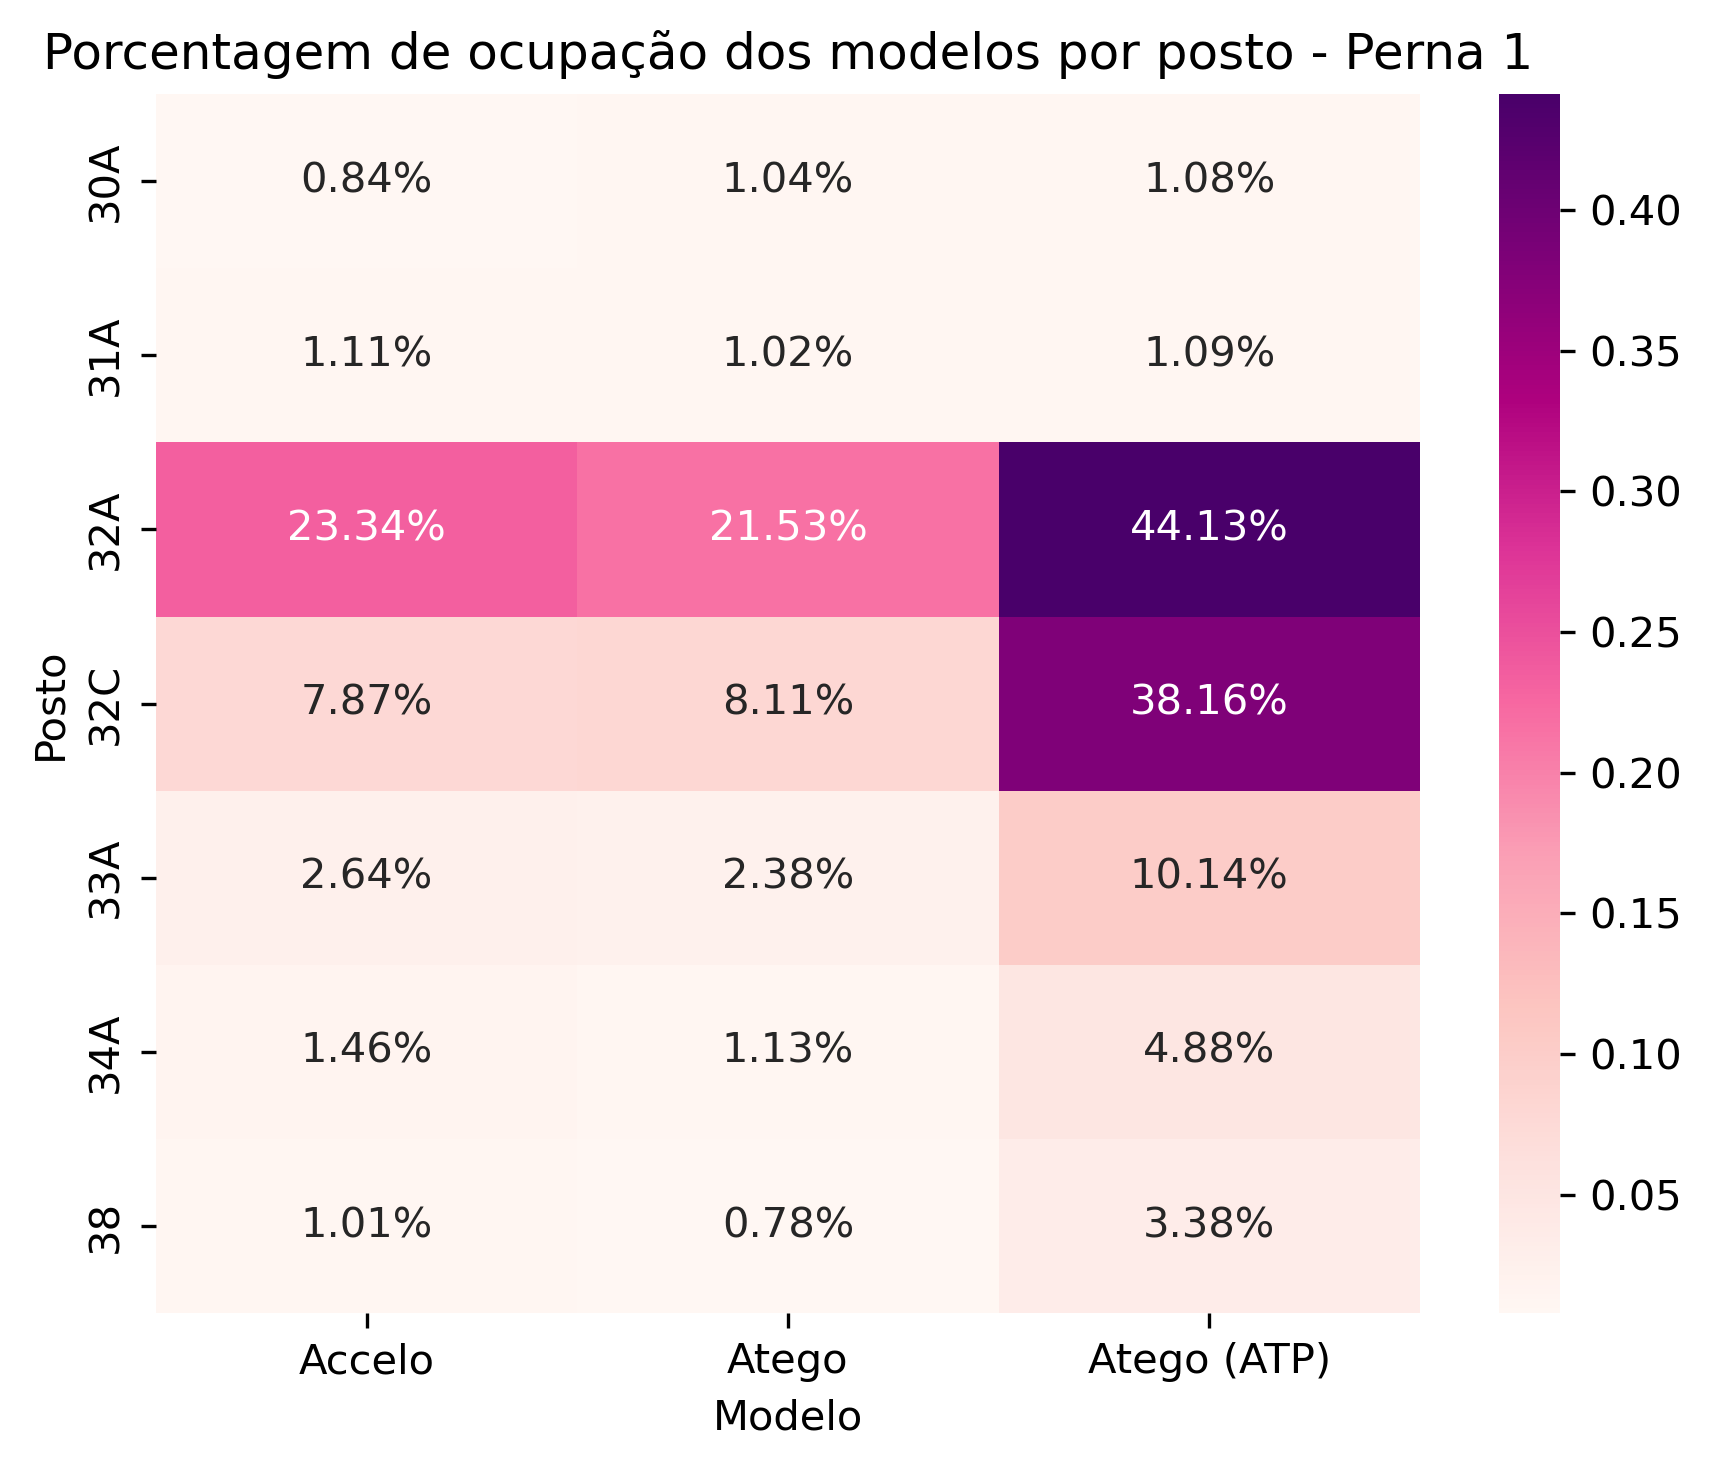 Porcentagem de ocupação dos modelos por posto - Perna 1
30A
0.84%
1.04%
1.08%
31A
1.11%
1.02%
1.09%
32A
23.34%
21.53%
44.13%
32C
7.87%
8.11%
38.16%
33A
2.64%
2.38%
10.14%
34A
1.46%
1.13%
4.88%
38
1.01%
0.78%
3.38%
Posto
Accelo
Atego
Atego (ATP)
Modelo
0.40
0.35
0.30
0.25
0.20
0.15
0.10
0.05